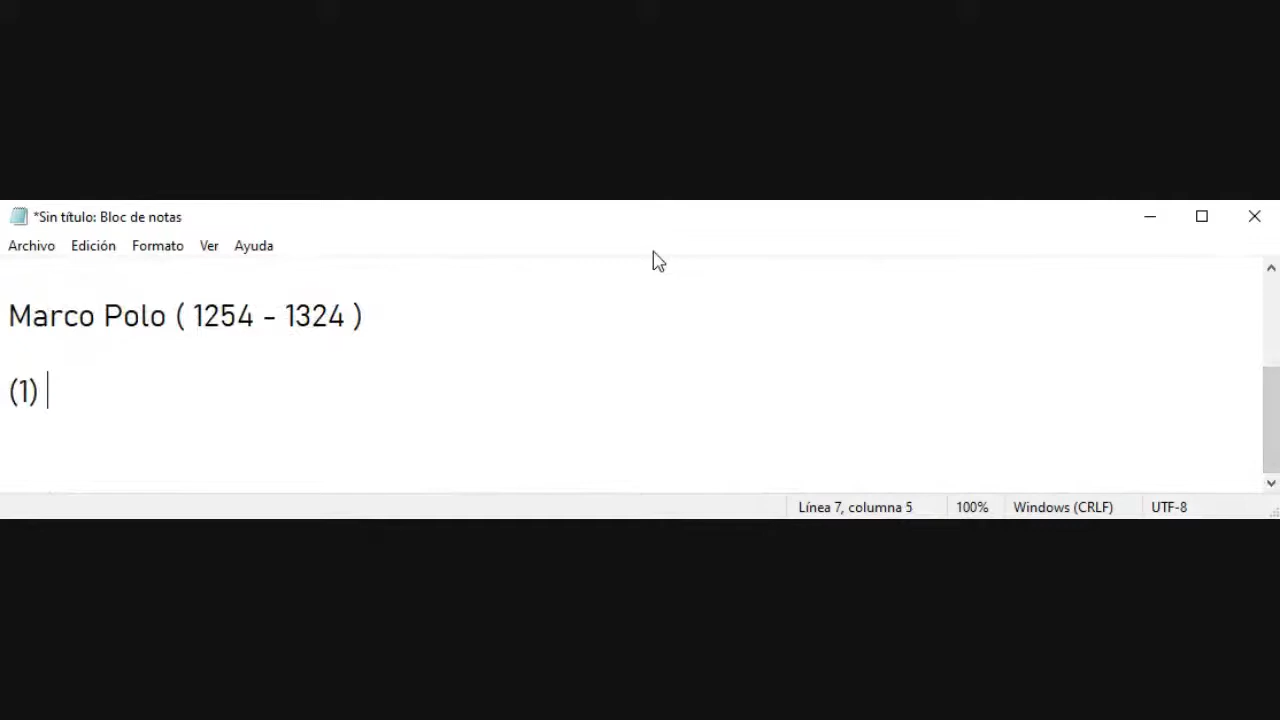 *Sin título: Bloc de notas
Archivo Edición Formato Ver Ayuda
Marco Polo ( 1254 - 1324 )
(1)
Línea 7, columna 5 100% Windows (CRLF) UTF-8